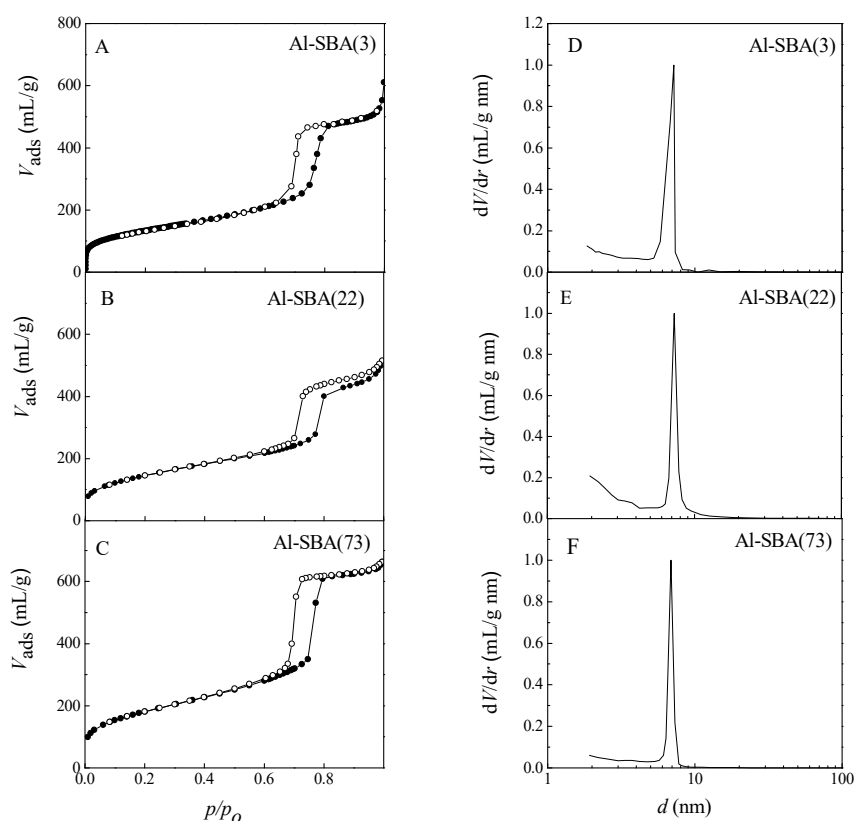 A
Al-SBA(3)
800
600
400
200
0
V_ads (mL/g)
B
Al-SBA(22)
600
400
200
0
V_ads (mL/g)
C
Al-SBA(73)
600
400
200
0
V_ads (mL/g)
0.0 0.2 0.4 0.6 0.8
p/p_o
D
Al-SBA(3)
1.2
1.0
0.8
0.6
0.4
0.2
0.0
dV/dr (mL/g nm)
E
Al-SBA(22)
1.0
0.8
0.6
0.4
0.2
0.0
dV/dr (mL/g nm)
F
Al-SBA(73)
1.0
0.8
0.6
0.4
0.2
0.0
dV/dr (mL/g nm)
1 10 100
d (nm)